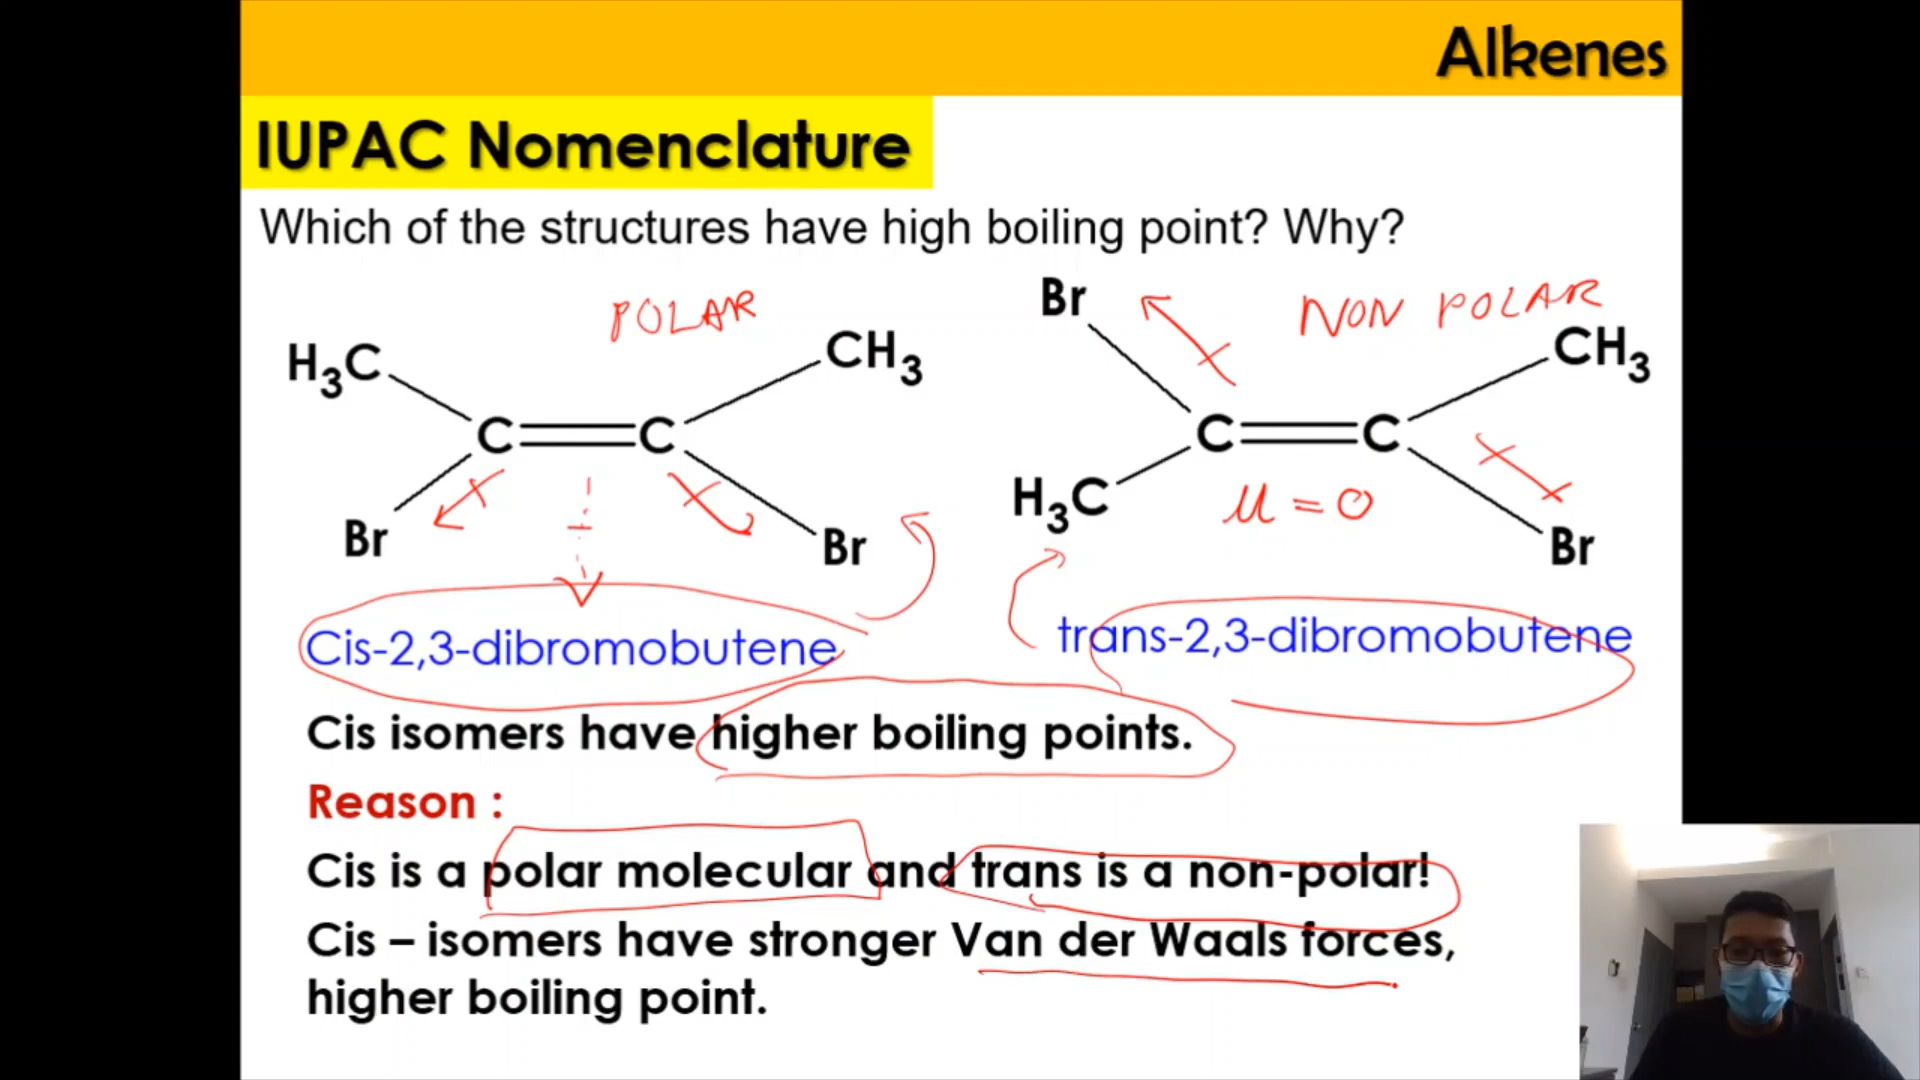 Alkenes
IUPAC Nomenclature
Which of the structures have high boiling point? Why?
POLAR
H3C
CH3
C
C
Br
Br
Br
NON POLAR
CH3
C
C
H3C
μ = 0
Br
Cis-2,3-dibromobutene
trans-2,3-dibromobutene
Cis isomers have higher boiling points.
Reason :
Cis is a polar molecular and trans is a non-polar!
Cis – isomers have stronger Van der Waals forces,
higher boiling point.